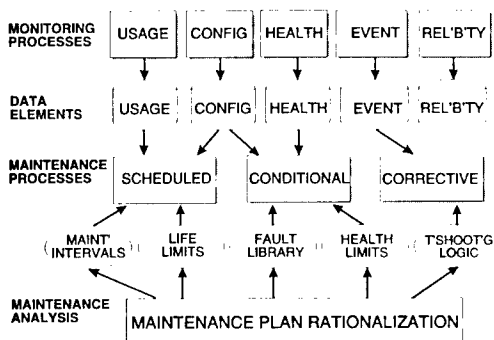 MONITORING
PROCESSES
USAGE CONFIG HEALTH EVENT REL'B'TY
DATA
ELEMENTS
USAGE CONFIG HEALTH EVENT REL'B'TY
MAINTENANCE
PROCESSES
SCHEDULED CONDITIONAL CORRECTIVE
MAINT'
INTERVALS
LIFE
LIMITS
FAULT
LIBRARY
HEALTH
LIMITS
T'SHOOT'G
LOGIC
MAINTENANCE
ANALYSIS
MAINTENANCE PLAN RATIONALIZATION